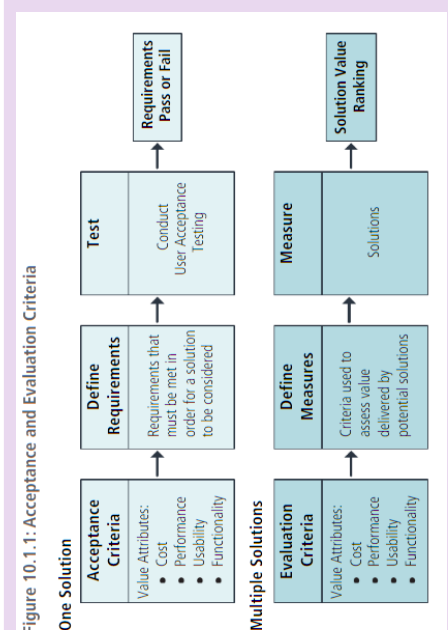 Figure 10.1.1: Acceptance and Evaluation Criteria
One Solution
Acceptance
Criteria
Value Attributes:
• Cost
• Performance
• Usability
• Functionality
Define
Requirements
Requirements that
must be met in
order for a solution
to be considered
Test
Conduct
User Acceptance
Testing
Requirements
Pass or Fail
Multiple Solutions
Evaluation
Criteria
Value Attributes:
• Cost
• Performance
• Usability
• Functionality
Define
Measures
Criteria used to
assess value
delivered by
potential solutions
Measure
Solutions
Solution Value
Ranking